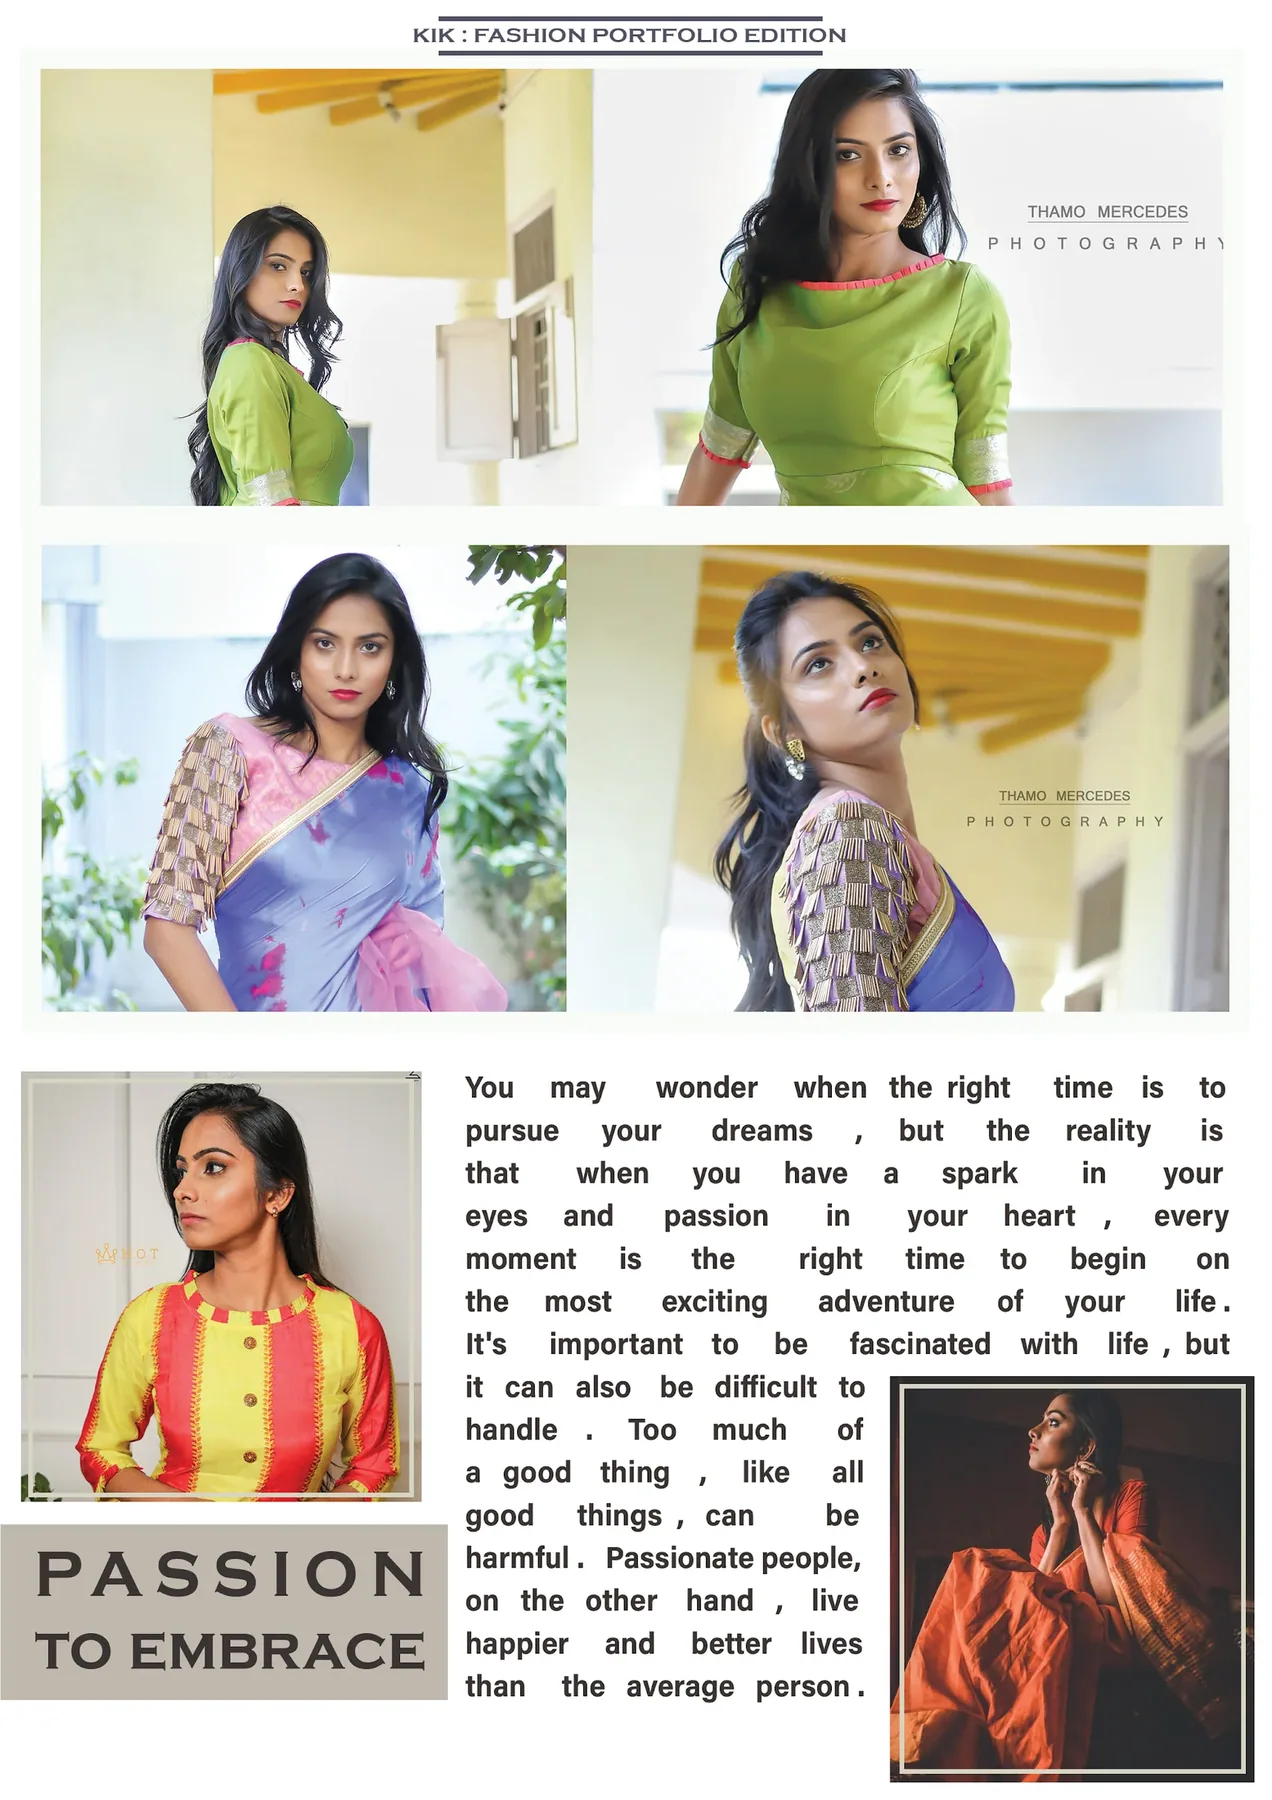 KIK : FASHION PORTFOLIO EDITION
THAMO MERCEDES
PHOTOGRAPHY
THAMO MERCEDES
PHOTOGRAPHY
HOT
You may wonder when the right time is to
pursue your dreams , but the reality is
that when you have a spark in your
eyes and passion in your heart , every
moment is the right time to begin on
the most exciting adventure of your life .
It's important to be fascinated with life , but
it can also be difficult to
handle . Too much of
a good thing , like all
good things , can be
harmful . Passionate people,
on the other hand , live
happier and better lives
than the average person .
PASSION
TO EMBRACE